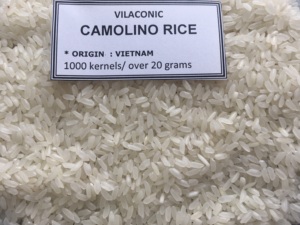 VILACONIC
CAMOLINO RICE
* ORIGIN : VIETNAM
1000 kernels/ over 20 grams